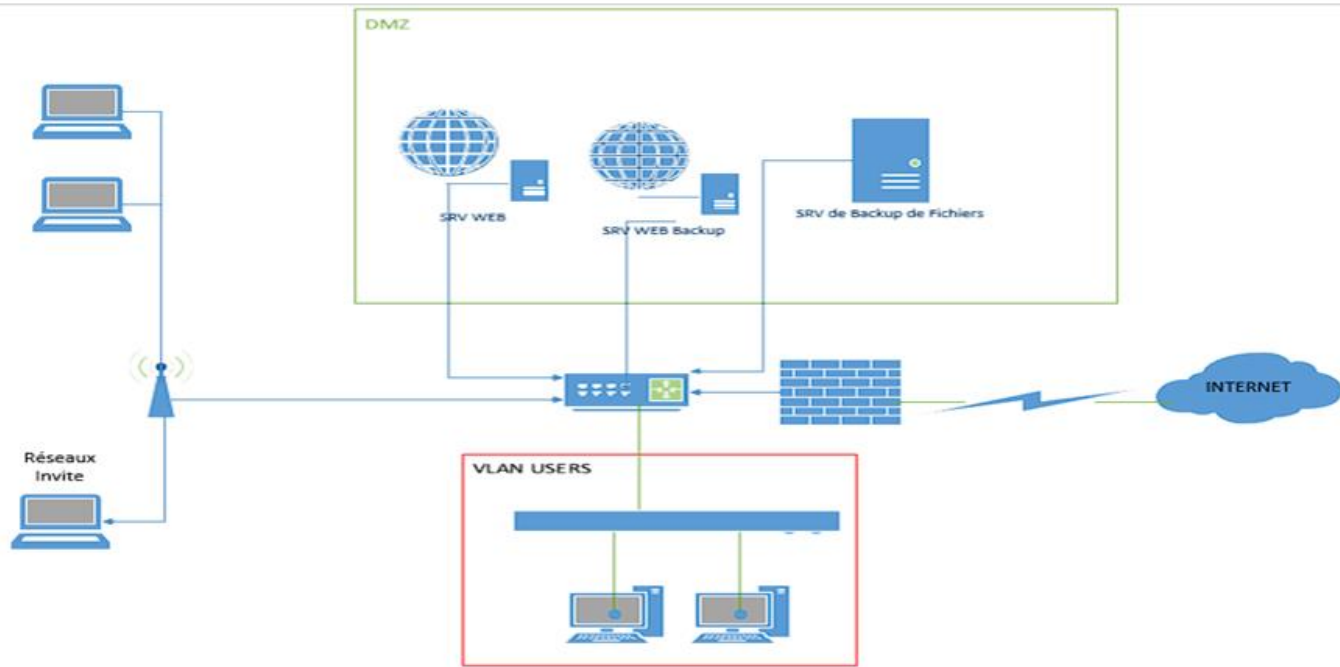 DMZ
SRV WEB
SRV WEB Backup
SRV de Backup de Fichiers
INTERNET
Réseaux
Invite
VLAN USERS